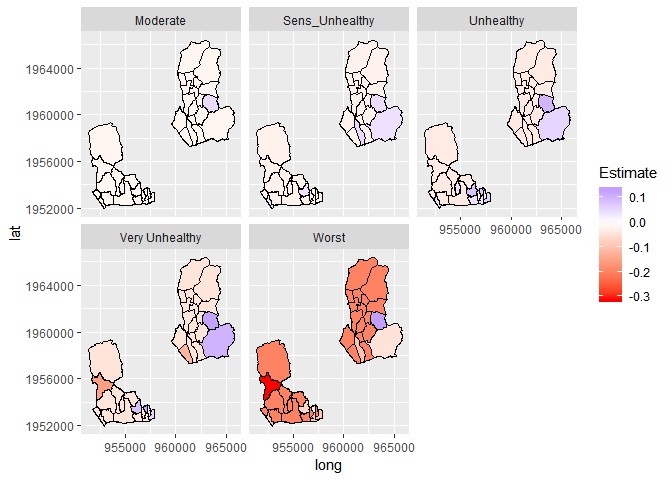 Moderate
Sens_Unhealthy
Unhealthy
1964000
1960000
1956000
1952000
955000 960000 965000
Very Unhealthy
Worst
1964000
1960000
1956000
1952000
955000 960000 965000
955000 960000 965000
long
lat
Estimate
0.1
0.0
-0.1
-0.2
-0.3